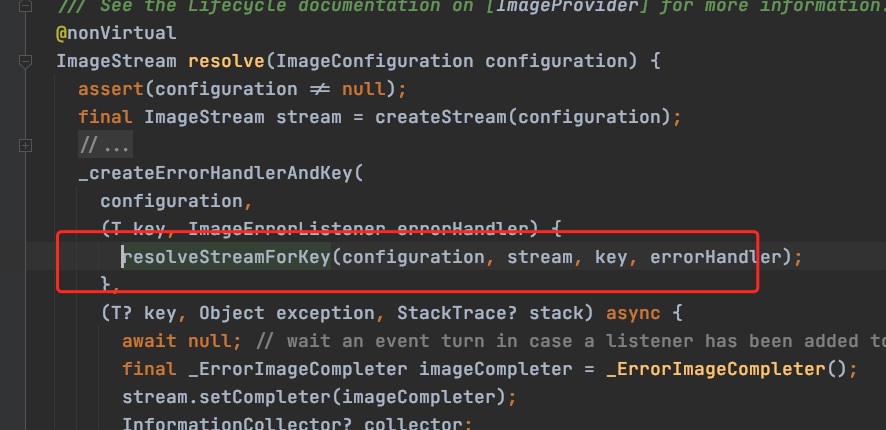 /// See the Lifecycle documentation on [ImageProvider] for more information.
@nonVirtual
ImageStream resolve(ImageConfiguration configuration) {
assert(configuration ≠ null);
final ImageStream stream = createStream(configuration);
//...
_createErrorHandlerAndKey(
configuration,
(T key, ImageErrorListener errorHandler) {
resolveStreamForKey(configuration, stream, key, errorHandler);
},
(T? key, Object exception, StackTrace? stack) async {
await null; // wait an event turn in case a listener has been added to
final _ErrorImageCompleter imageCompleter = _ErrorImageCompleter();
stream.setCompleter(imageCompleter);
InformationCollector? collector;